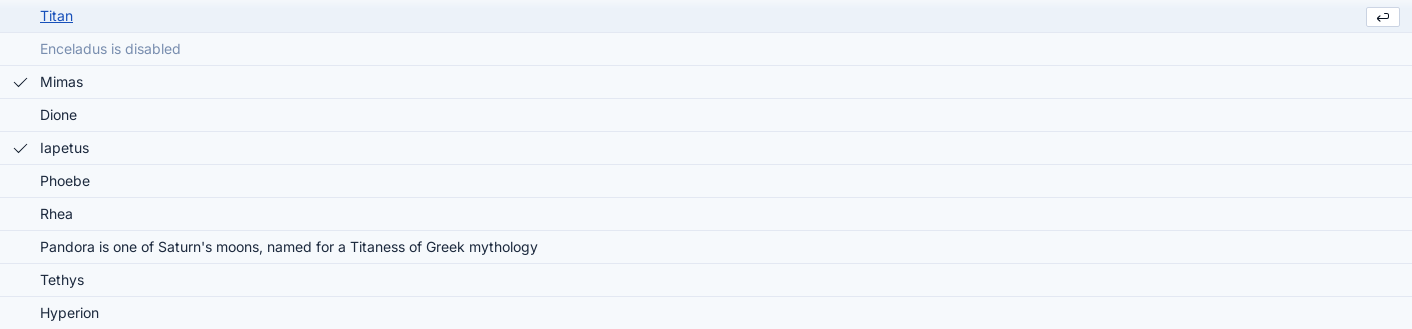 Titan
Enceladus is disabled
Mimas
Dione
Iapetus
Phoebe
Rhea
Pandora is one of Saturn's moons, named for a Titaness of Greek mythology
Tethys
Hyperion